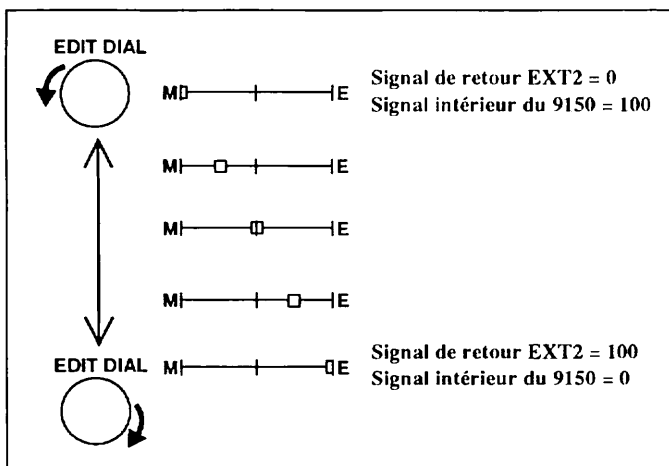 EDIT DIAL
M E
Signal de retour EXT2 = 0
Signal intérieur du 9150 = 100
M E
M E
M E
EDIT DIAL
M E
Signal de retour EXT2 = 100
Signal intérieur du 9150 = 0